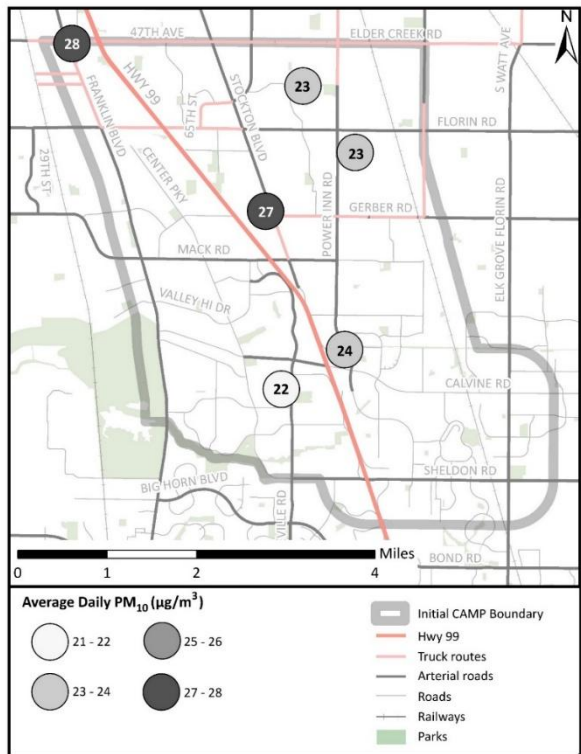 N
47TH AVE
ELDER CREEK RD
S WATT AVE
28
HWY 99
23
FRANKLIN BLVD
65TH ST
STOCKTON BLVD
FLORIN RD
29TH ST
CENTER PKY
23
POWER INN RD
27
GERBER RD
MACK RD
ELK GROVE FLORIN RD
VALLEY HI DR
24
22
CALVINE RD
SHELDON RD
BIG HORN BLVD
VILLE RD
BOND RD
Miles
0 1 2 4
Average Daily PM10 (µg/m³)
21 - 22
25 - 26
23 - 24
27 - 28
Initial CAMP Boundary
Hwy 99
Truck routes
Arterial roads
Roads
Railways
Parks